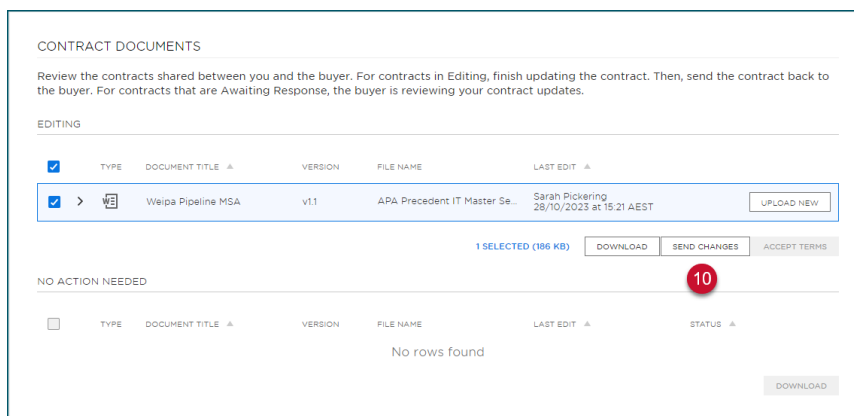 CONTRACT DOCUMENTS
Review the contracts shared between you and the buyer. For contracts in Editing, finish updating the contract. Then, send the contract back to
the buyer. For contracts that are Awaiting Response, the buyer is reviewing your contract updates.
EDITING
TYPE DOCUMENT TITLE VERSION FILE NAME LAST EDIT
Weipa Pipeline MSA v1.1 APA Precedent IT Master Se... Sarah Pickering
28/10/2023 at 15:21 AEST
UPLOAD NEW
1 SELECTED (186 KB) DOWNLOAD SEND CHANGES ACCEPT TERMS
10
NO ACTION NEEDED
TYPE DOCUMENT TITLE VERSION FILE NAME LAST EDIT STATUS
No rows found
DOWNLOAD